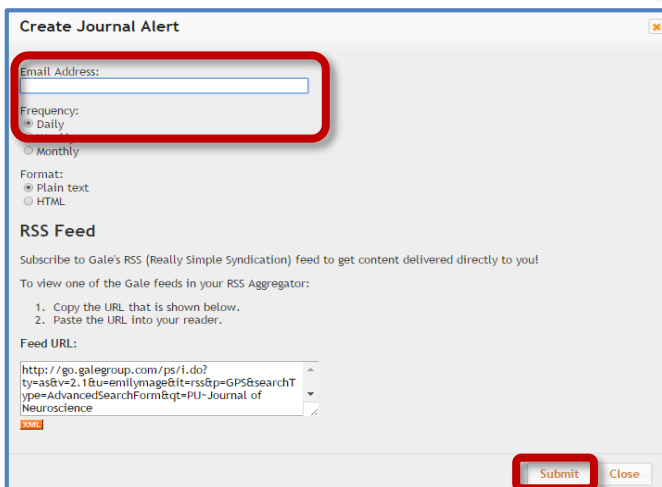 Create Journal Alert
Email Address:
Frequency:
Daily
Monthly
Format:
Plain text
HTML
RSS Feed
Subscribe to Gale's RSS (Really Simple Syndication) feed to get content delivered directly to you!
To view one of the Gale feeds in your RSS Aggregator:
1. Copy the URL that is shown below.
2. Paste the URL into your reader.
Feed URL:
http://go.galegroup.com/ps/i.do?
ty=as&v=2.1&u=emilymage&it=rss&p=GPS&searchT
ype=AdvancedSearchForm&qt=PU~Journal of
Neuroscience
XML
Submit Close